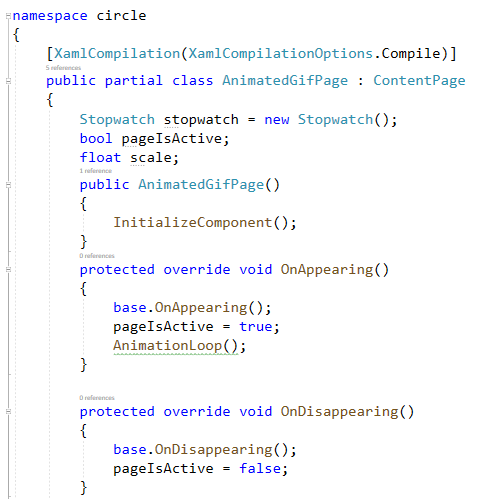 namespace circle
{
[XamlCompilation(XamlCompilationOptions.Compile)]
5 references
public partial class AnimatedGifPage : ContentPage
{
Stopwatch stopwatch = new Stopwatch();
bool pageIsActive;
float scale;
1 reference
public AnimatedGifPage()
{
InitializeComponent();
}
0 references
protected override void OnAppearing()
{
base.OnAppearing();
pageIsActive = true;
AnimationLoop();
}
0 references
protected override void OnDisappearing()
{
base.OnDisappearing();
pageIsActive = false;
}